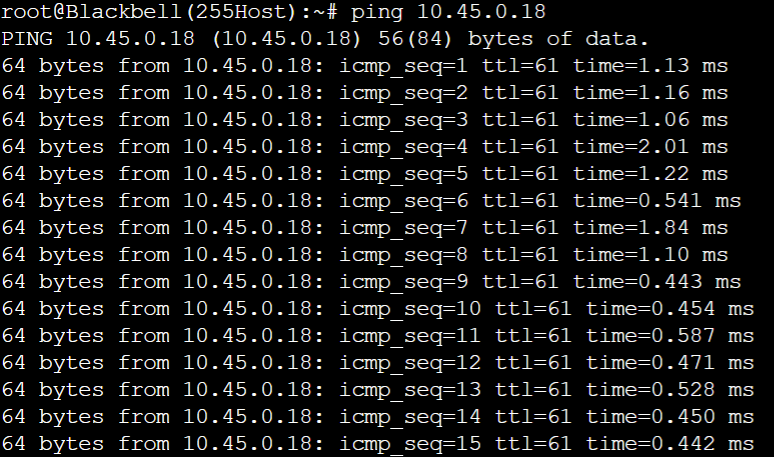 root@Blackbell(255Host):~# ping 10.45.0.18
PING 10.45.0.18 (10.45.0.18) 56(84) bytes of data.
64 bytes from 10.45.0.18: icmp_seq=1 ttl=61 time=1.13 ms
64 bytes from 10.45.0.18: icmp_seq=2 ttl=61 time=1.16 ms
64 bytes from 10.45.0.18: icmp_seq=3 ttl=61 time=1.06 ms
64 bytes from 10.45.0.18: icmp_seq=4 ttl=61 time=2.01 ms
64 bytes from 10.45.0.18: icmp_seq=5 ttl=61 time=1.22 ms
64 bytes from 10.45.0.18: icmp_seq=6 ttl=61 time=0.541 ms
64 bytes from 10.45.0.18: icmp_seq=7 ttl=61 time=1.84 ms
64 bytes from 10.45.0.18: icmp_seq=8 ttl=61 time=1.10 ms
64 bytes from 10.45.0.18: icmp_seq=9 ttl=61 time=0.443 ms
64 bytes from 10.45.0.18: icmp_seq=10 ttl=61 time=0.454 ms
64 bytes from 10.45.0.18: icmp_seq=11 ttl=61 time=0.587 ms
64 bytes from 10.45.0.18: icmp_seq=12 ttl=61 time=0.471 ms
64 bytes from 10.45.0.18: icmp_seq=13 ttl=61 time=0.528 ms
64 bytes from 10.45.0.18: icmp_seq=14 ttl=61 time=0.450 ms
64 bytes from 10.45.0.18: icmp_seq=15 ttl=61 time=0.442 ms